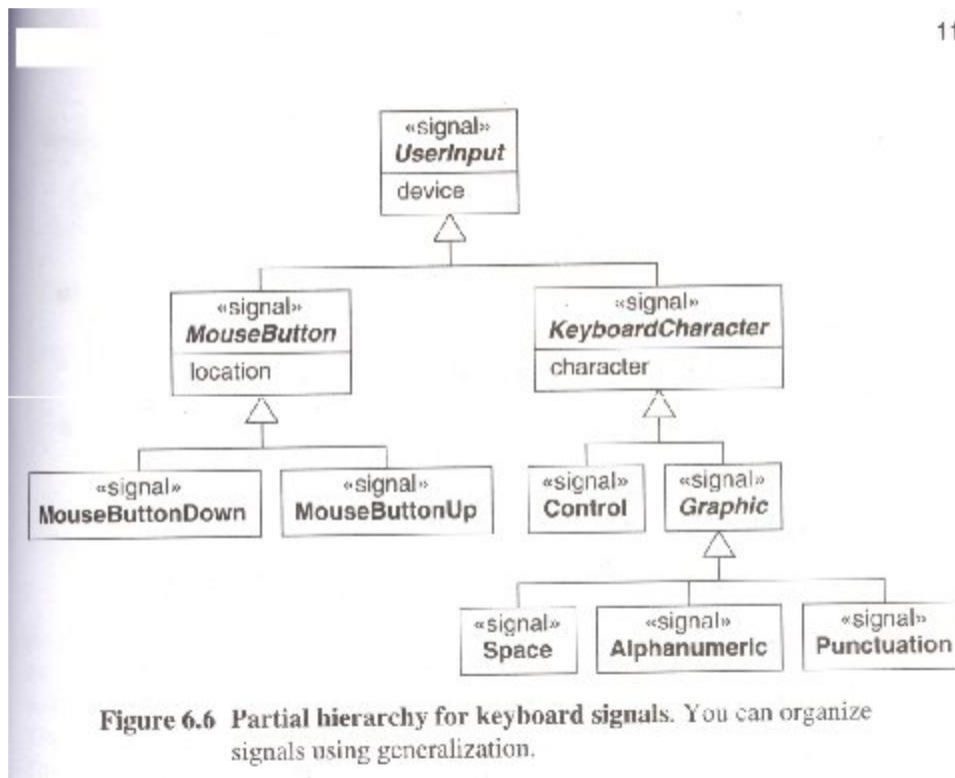 11
«signal»
UserInput
device
«signal»
MouseButton
location
«signal»
KeyboardCharacter
character
«signal»
MouseButtonDown
«signal»
MouseButtonUp
«signal»
Control
«signal»
Graphic
«signal»
Space
«signal»
Alphanumeric
«signal»
Punctuation
Figure 6.6 Partial hierarchy for keyboard signals. You can organize
signals using generalization.